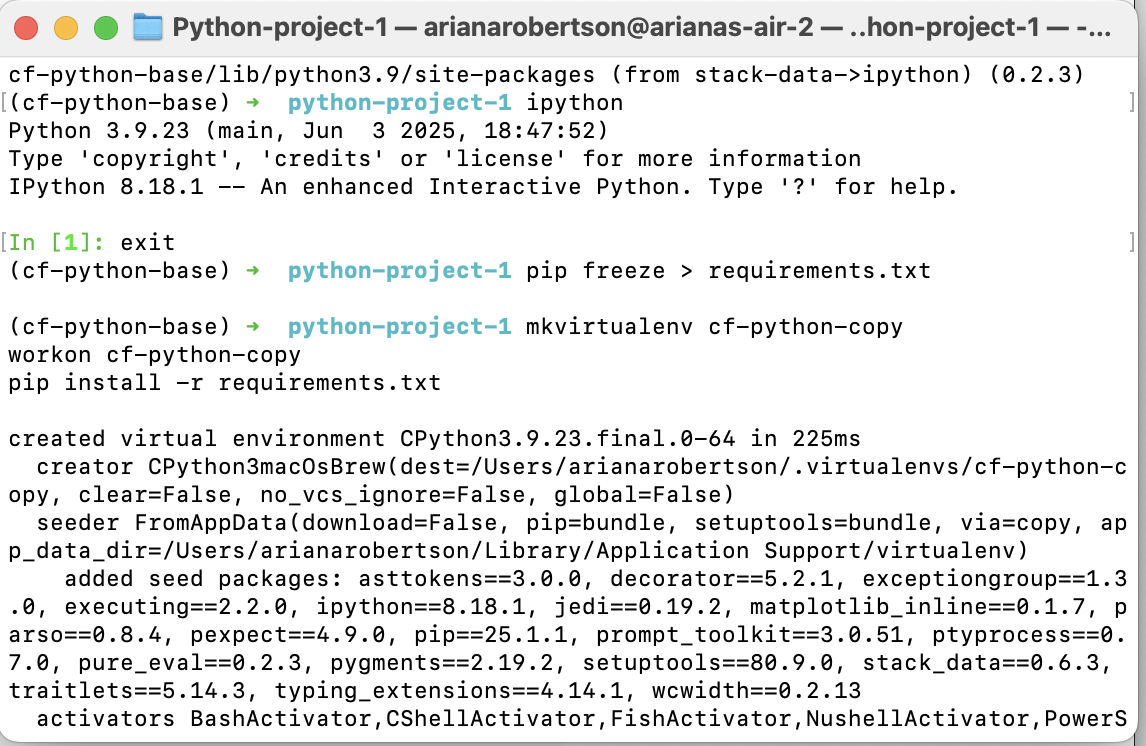 Python-project-1 — arianarobertson@arianas-air-2 — ..hon-project-1 — -...
cf-python-base/lib/python3.9/site-packages (from stack-data->ipython) (0.2.3)
[(cf-python-base) ➜  python-project-1 ipython ]
Python 3.9.23 (main, Jun  3 2025, 18:47:52)
Type 'copyright', 'credits' or 'license' for more information
IPython 8.18.1 -- An enhanced Interactive Python. Type '?' for help.
[In [1]: exit ]
(cf-python-base) ➜  python-project-1 pip freeze > requirements.txt
(cf-python-base) ➜  python-project-1 mkvirtualenv cf-python-copy
workon cf-python-copy
pip install -r requirements.txt
created virtual environment CPython3.9.23.final.0-64 in 225ms
  creator CPython3macOsBrew(dest=/Users/arianarobertson/.virtualenvs/cf-python-c
opy, clear=False, no_vcs_ignore=False, global=False)
  seeder FromAppData(download=False, pip=bundle, setuptools=bundle, via=copy, ap
p_data_dir=/Users/arianarobertson/Library/Application Support/virtualenv)
    added seed packages: asttokens==3.0.0, decorator==5.2.1, exceptiongroup==1.3
.0, executing==2.2.0, ipython==8.18.1, jedi==0.19.2, matplotlib_inline==0.1.7, p
arso==0.8.4, pexpect==4.9.0, pip==25.1.1, prompt_toolkit==3.0.51, ptyprocess==0.
7.0, pure_eval==0.2.3, pygments==2.19.2, setuptools==80.9.0, stack_data==0.6.3,
traitlets==5.14.3, typing_extensions==4.14.1, wcwidth==0.2.13
  activators BashActivator,CShellActivator,FishActivator,NushellActivator,PowerS